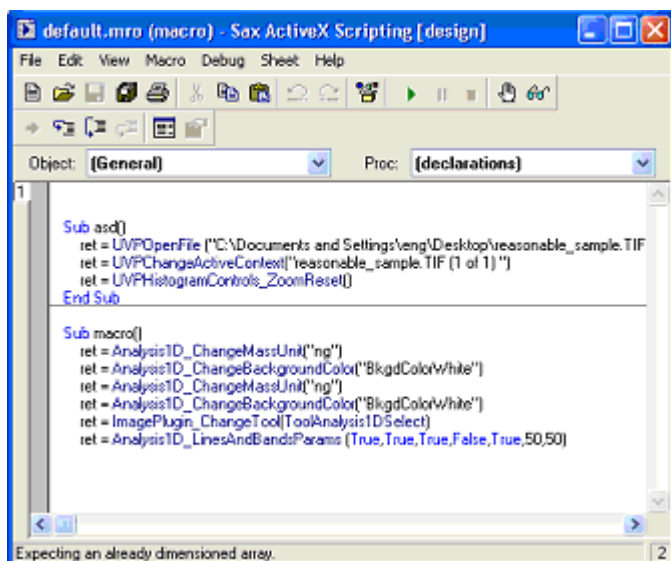 default.mro (macro) - Sax ActiveX Scripting [design]
File Edit View Macro Debug Sheet Help
Object: (General) Proc: (declarations)
1
Sub asd()
ret = UVPOpenFile ("C:\Documents and Settings\eng\Desktop\reasonable_sample.TIF
ret = UVPChangeActiveContext("reasonable_sample.TIF (1 of 1) ")
ret = UVPHistogramControls_ZoomReset()
End Sub
Sub macro()
ret = Analysis1D_ChangeMassUnit("ng")
ret = Analysis1D_ChangeBackgroundColor("BkgdColorWhite")
ret = Analysis1D_ChangeMassUnit("ng")
ret = Analysis1D_ChangeBackgroundColor("BkgdColorWhite")
ret = ImagePlugin_ChangeTool(ToolAnalysis1DSelect)
ret = Analysis1D_LinesAndBandsParams (True,True,True,False,True,50,50)
Expecting an already dimensioned array. 2